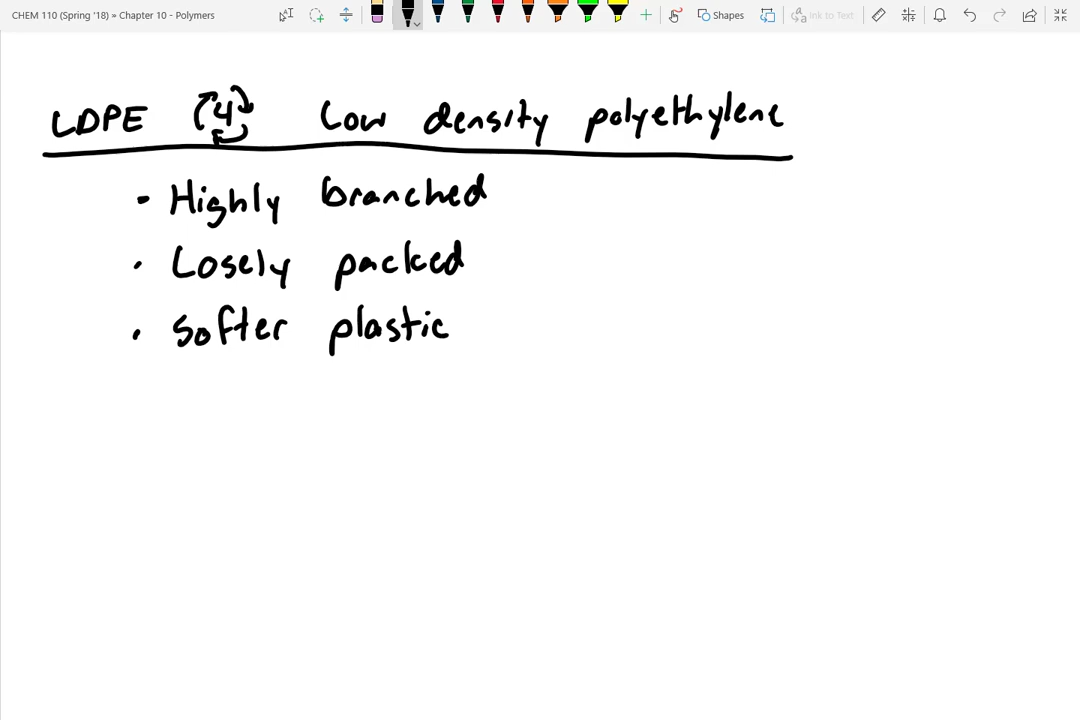 CHEM 110 (Spring '18) » Chapter 10 - Polymers
Shapes
Ink to Text
LDPE 4 Low density polyethylene
· Highly branched
· Losely packed
· Softer plastic